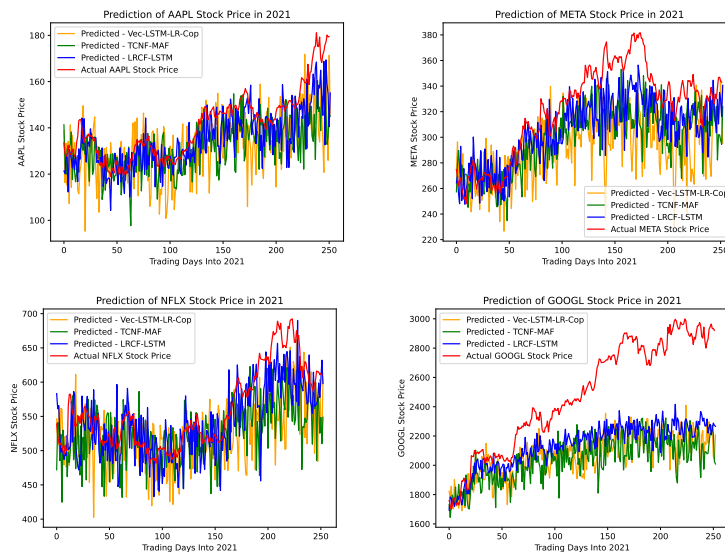 Prediction of AAPL Stock Price in 2021
Predicted - Vec-LSTM-LR-Cop
Predicted - TCNF-MAF
Predicted - LRCF-LSTM
Actual AAPL Stock Price
180
160
140
120
100
AAPL Stock Price
0 50 100 150 200 250
Trading Days Into 2021
Prediction of META Stock Price in 2021
380
360
340
320
300
280
260
240
220
META Stock Price
Predicted - Vec-LSTM-LR-Cop
Predicted - TCNF-MAF
Predicted - LRCF-LSTM
Actual META Stock Price
0 50 100 150 200 250
Trading Days Into 2021
Prediction of NFLX Stock Price in 2021
Predicted - Vec-LSTM-LR-Cop
Predicted - TCNF-MAF
Predicted - LRCF-LSTM
Actual NFLX Stock Price
700
650
600
550
500
450
400
NFLX Stock Price
0 50 100 150 200 250
Trading Days Into 2021
Prediction of GOOGL Stock Price in 2021
Predicted - Vec-LSTM-LR-Cop
Predicted - TCNF-MAF
Predicted - LRCF-LSTM
Actual GOOGL Stock Price
3000
2800
2600
2400
2200
2000
1800
1600
GOOGL Stock Price
0 50 100 150 200 250
Trading Days Into 2021